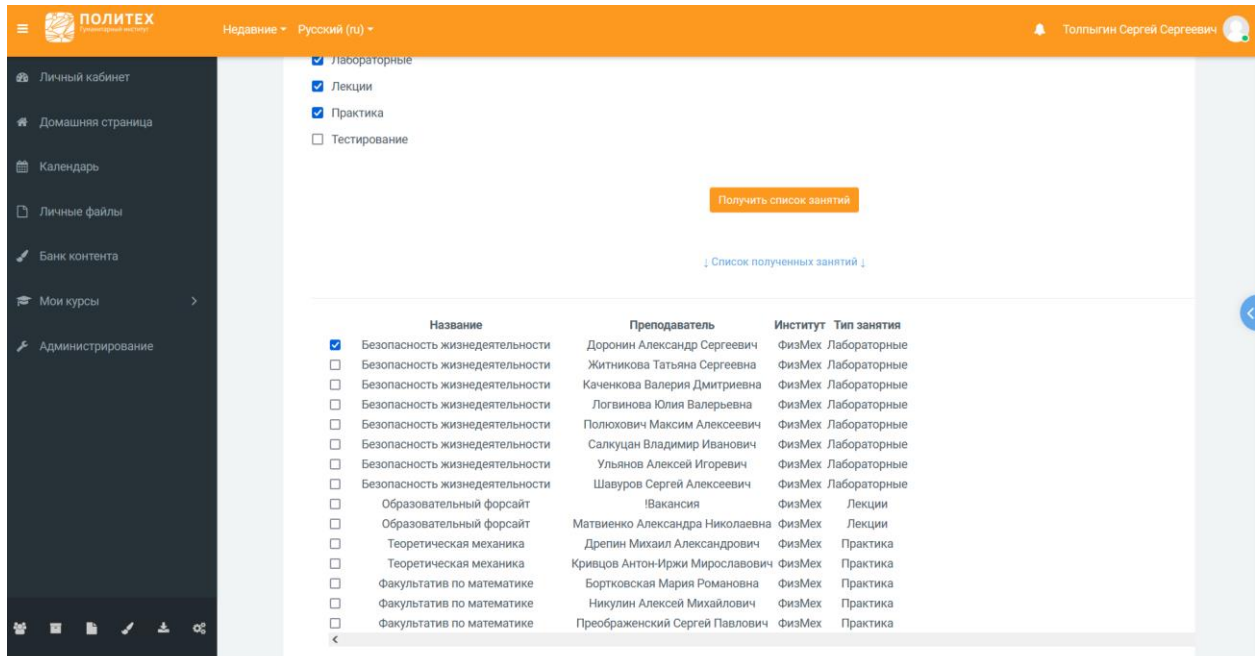 ПОЛИТЕХ
Гуманитарный институт
Недавние
Русский (ru)
Толпыгин Сергей Сергеевич
Личный кабинет
Домашняя страница
Календарь
Личные файлы
Банк контента
Мои курсы
Администрирование
Лабораторные
Лекции
Практика
Тестирование
Получить список занятий
↓ Список полученных занятий ↓
Название Преподаватель Институт Тип занятия
Безопасность жизнедеятельности Доронин Александр Сергеевич ФизМех Лабораторные
Безопасность жизнедеятельности Житникова Татьяна Сергеевна ФизМех Лабораторные
Безопасность жизнедеятельности Каченкова Валерия Дмитриевна ФизМех Лабораторные
Безопасность жизнедеятельности Логвинова Юлия Валерьевна ФизМех Лабораторные
Безопасность жизнедеятельности Полюхович Максим Алексеевич ФизМех Лабораторные
Безопасность жизнедеятельности Салкуцан Владимир Иванович ФизМех Лабораторные
Безопасность жизнедеятельности Ульянов Алексей Игоревич ФизМех Лабораторные
Безопасность жизнедеятельности Шавуров Сергей Алексеевич ФизМех Лабораторные
Образовательный форсайт !Вакансия ФизМех Лекции
Образовательный форсайт Матвиенко Александра Николаевна ФизМех Лекции
Теоретическая механика Дрепин Михаил Александрович ФизМех Практика
Теоретическая механика Кривцов Антон-Иржи Мирославович ФизМех Практика
Факультатив по математике Бортковская Мария Романовна ФизМех Практика
Факультатив по математике Никулин Алексей Михайлович ФизМех Практика
Факультатив по математике Преображенский Сергей Павлович ФизМех Практика